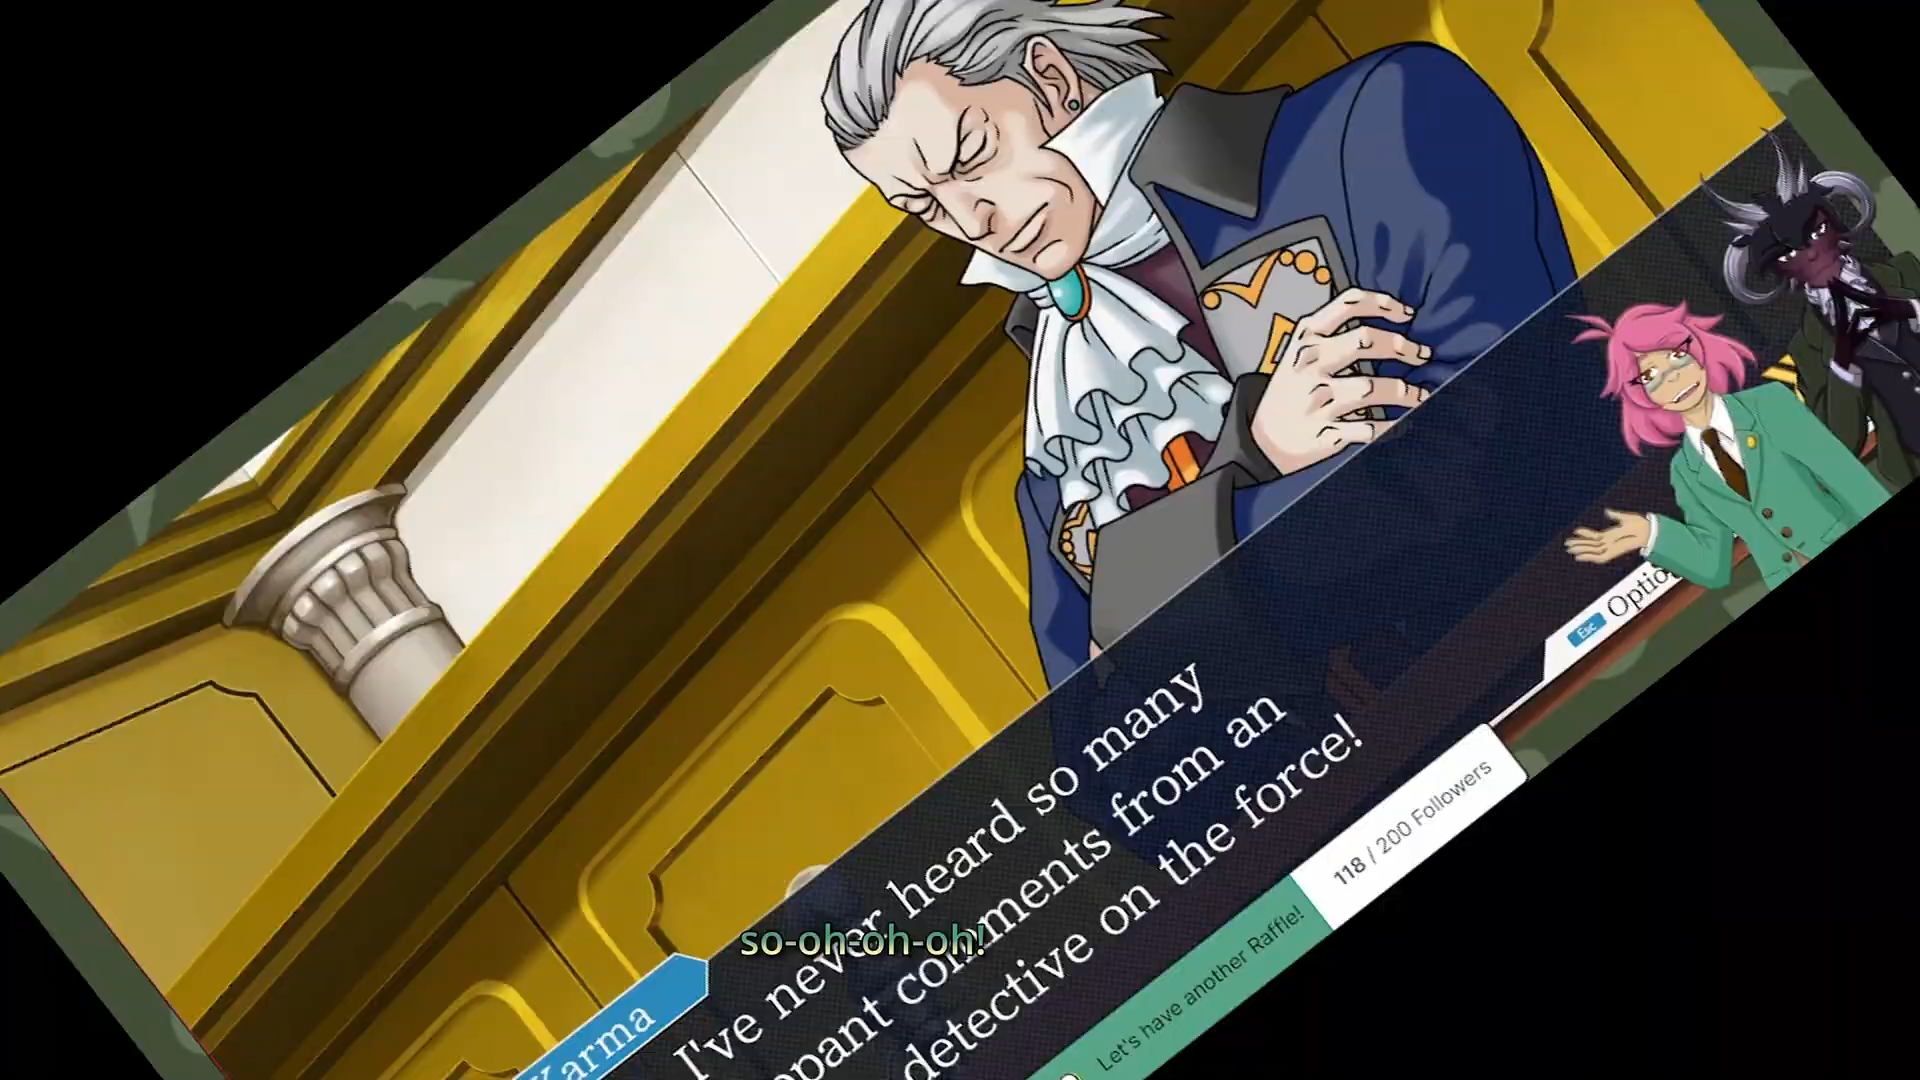 Esc Optio
Karma
I've never heard so many
ppant comments from an
detective on the force!
so-oh-oh-oh!
118 / 200 Followers
Let's have another Raffle!